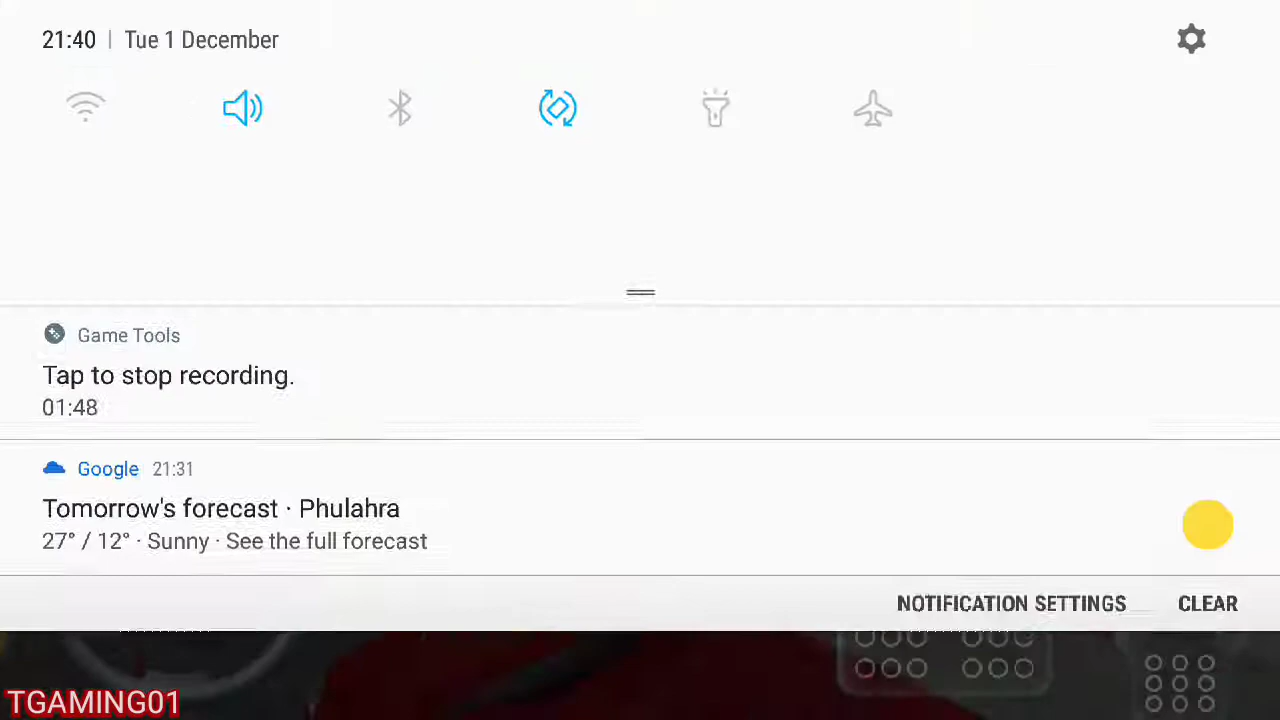 21:40 | Tue 1 December
Game Tools
Tap to stop recording.
01:48
Google 21:31
Tomorrow's forecast · Phulahra
27° / 12° · Sunny · See the full forecast
NOTIFICATION SETTINGS CLEAR
TGAMING01